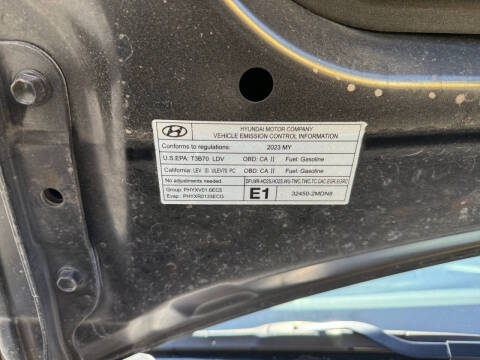 HYUNDAI MOTOR COMPANY
VEHICLE EMISSION CONTROL INFORMATION
Conforms to regulations: 2023 MY
U.S.EPA: T3B70 LDV OBD: CA II Fuel: Gasoline
California: LEV III ULEV70 PC OBD: CA II Fuel: Gasoline
No adjustments needed.
Group: PHYXV01.6EC5
Evap: PHYXR0133ECG
E1
32450-2MDN8